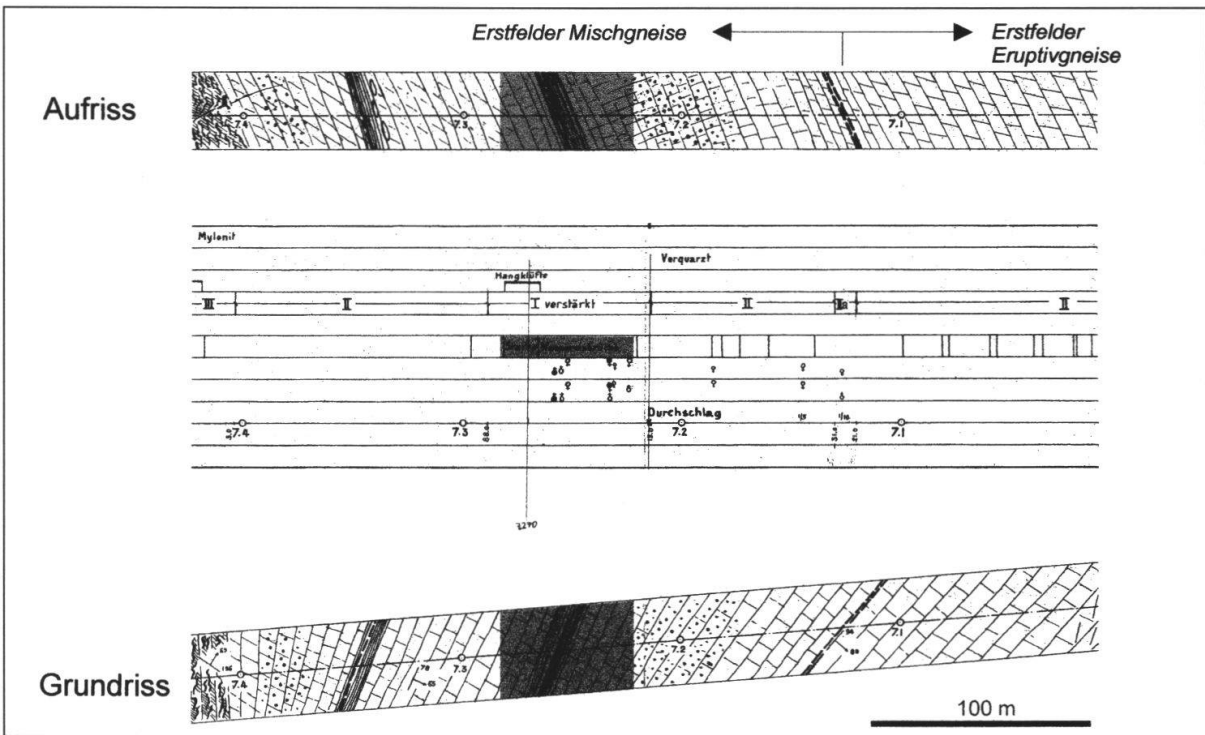 Erstfelder Mischgneise
Erstfelder
Eruptivgneise
Aufriss
7.4
7.3
7.2
7.1
Mylonit
Verquarzt
Hangklüfte
III
II
I verstärkt
II
IIa
II
Durchschlag
7.4
7.3
7.2
7.1
Grundriss
7.4
7.3
7.2
7.1
100 m